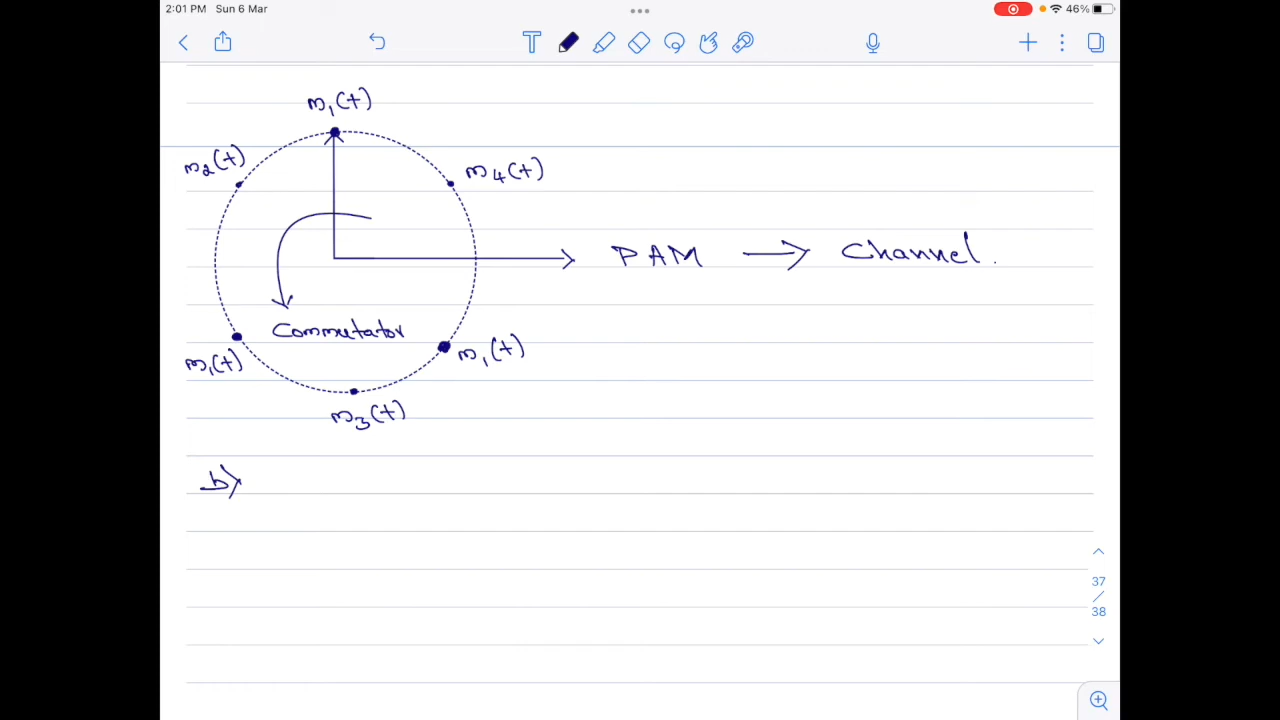 2:01 PM Sun 6 Mar
46%
T
m₁(t)
m₂(t)
m₄(t)
PAM → Channel.
Commutator
m₁(t)
m₁(t)
m₃(t)
b)
37
/
38